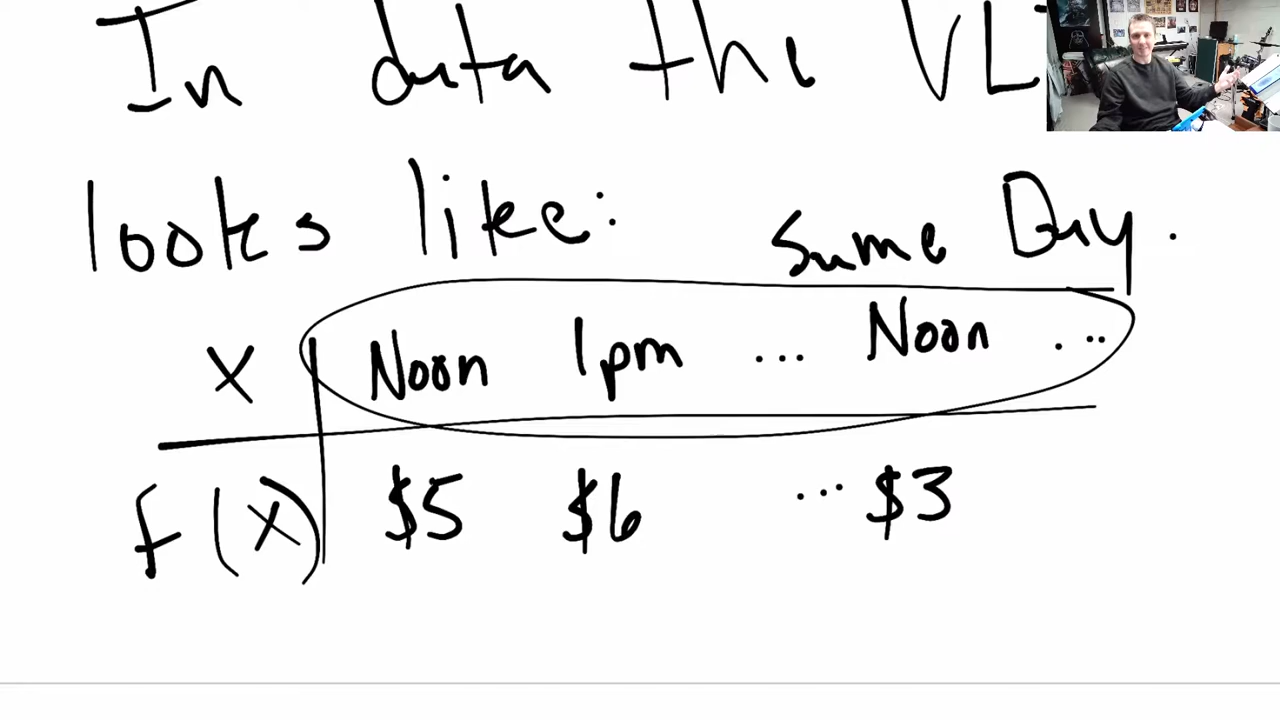 In data the VL
looks like:
Same Day.
x Noon 1pm ... Noon ...
f(x) $5 $6 ... $3